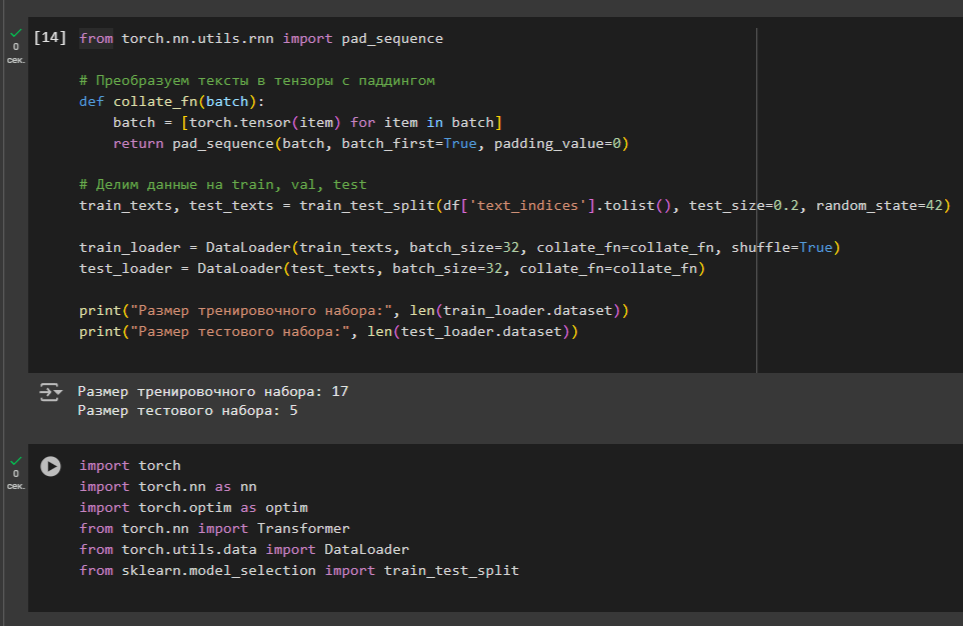 0
сек.
[14] from torch.nn.utils.rnn import pad_sequence
# Преобразуем тексты в тензоры с паддингом
def collate_fn(batch):
    batch = [torch.tensor(item) for item in batch]
    return pad_sequence(batch, batch_first=True, padding_value=0)
# Делим данные на train, val, test
train_texts, test_texts = train_test_split(df['text_indices'].tolist(), test_size=0.2, random_state=42)
train_loader = DataLoader(train_texts, batch_size=32, collate_fn=collate_fn, shuffle=True)
test_loader = DataLoader(test_texts, batch_size=32, collate_fn=collate_fn)
print("Размер тренировочного набора:", len(train_loader.dataset))
print("Размер тестового набора:", len(test_loader.dataset))
Размер тренировочного набора: 17
Размер тестового набора: 5
0
сек.
import torch
import torch.nn as nn
import torch.optim as optim
from torch.nn import Transformer
from torch.utils.data import DataLoader
from sklearn.model_selection import train_test_split